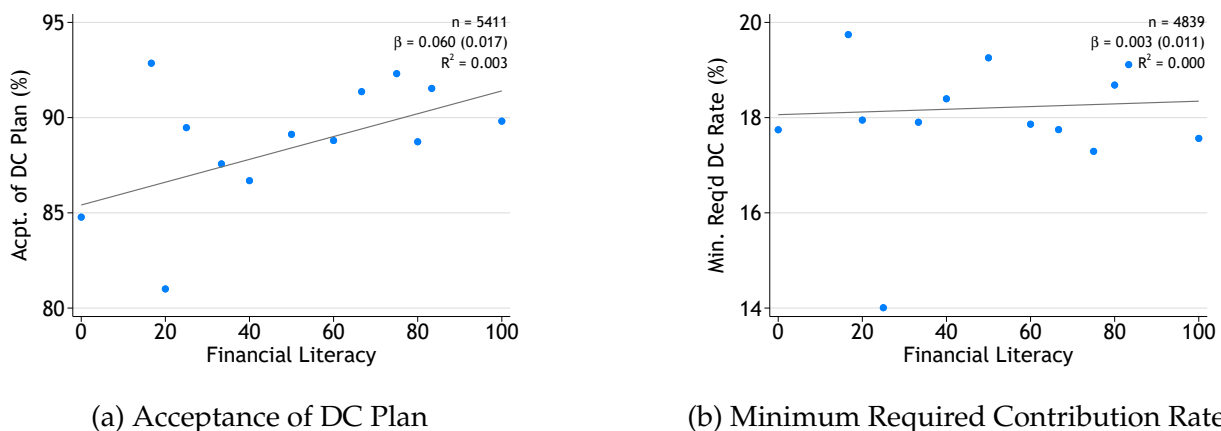 95
90
85
80
Acpt. of DC Plan (%)
n = 5411
β = 0.060 (0.017)
R² = 0.003
0 20 40 60 80 100
Financial Literacy
(a) Acceptance of DC Plan
20
18
16
14
Min. Req'd DC Rate (%)
n = 4839
β = 0.003 (0.011)
R² = 0.000
0 20 40 60 80 100
Financial Literacy
(b) Minimum Required Contribution Rate